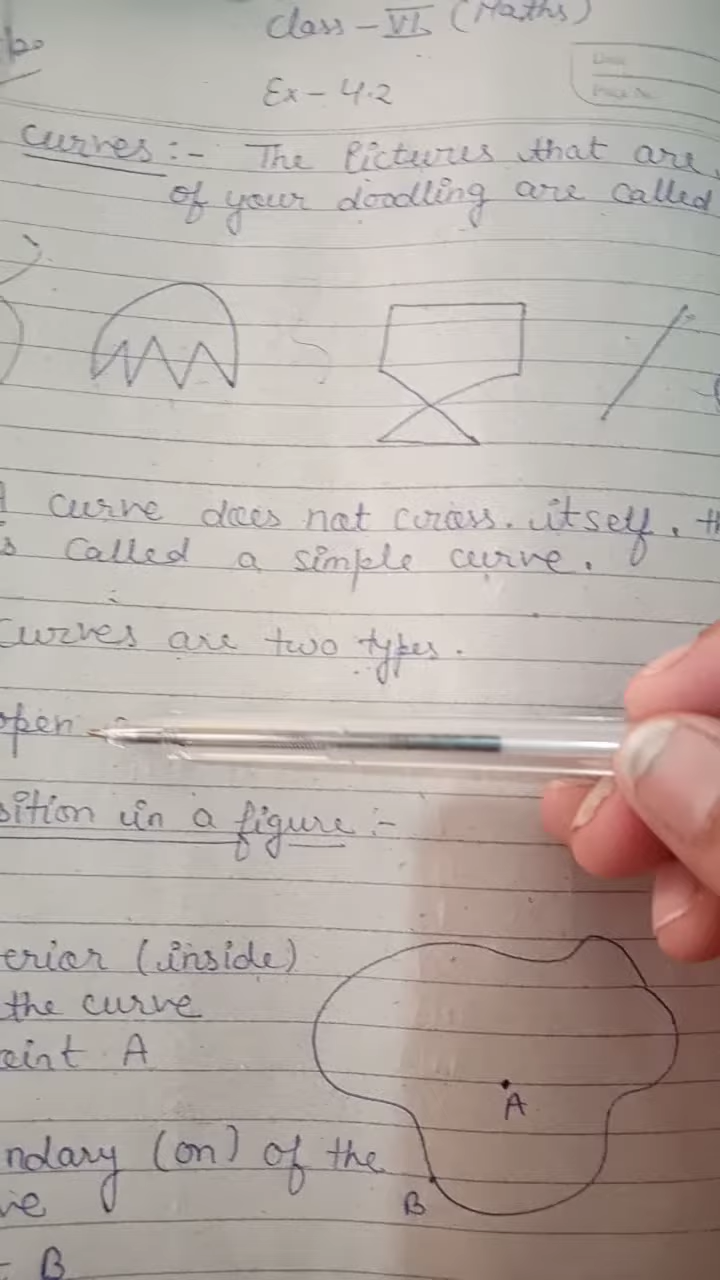 Class - VI (Maths)
Ex - 4.2
Curves :- The Pictures that are
of your doodling are called
curve does not cross. itself.
called a simple curve.
Curves are two types.
open
sition in a figure :-
erior (inside)
the curve
oint A
A
ndary (on) of the
B
B